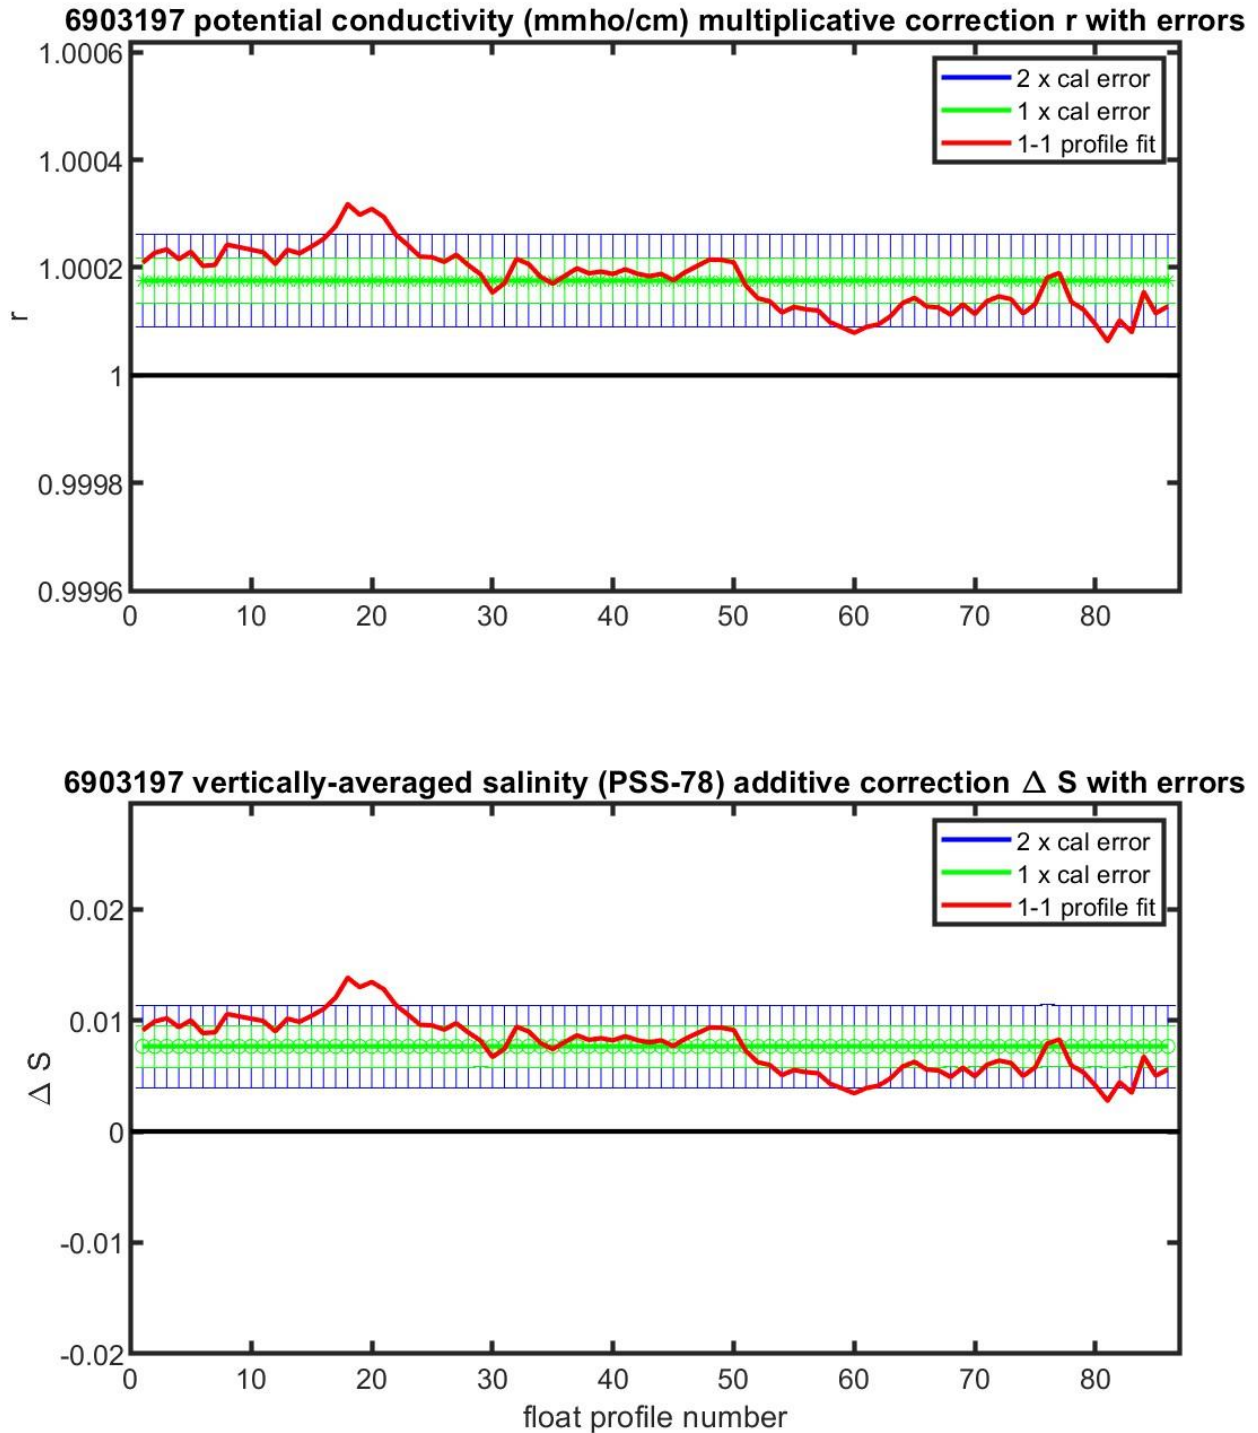 6903197 potential conductivity (mmho/cm) multiplicative correction r with errors
1.0006
1.0004
1.0002
1
0.9998
0.9996
r
2 x cal error
1 x cal error
1-1 profile fit
0 10 20 30 40 50 60 70 80
6903197 vertically-averaged salinity (PSS-78) additive correction Δ S with errors
0.02
0.01
0
-0.01
-0.02
Δ S
2 x cal error
1 x cal error
1-1 profile fit
0 10 20 30 40 50 60 70 80
float profile number